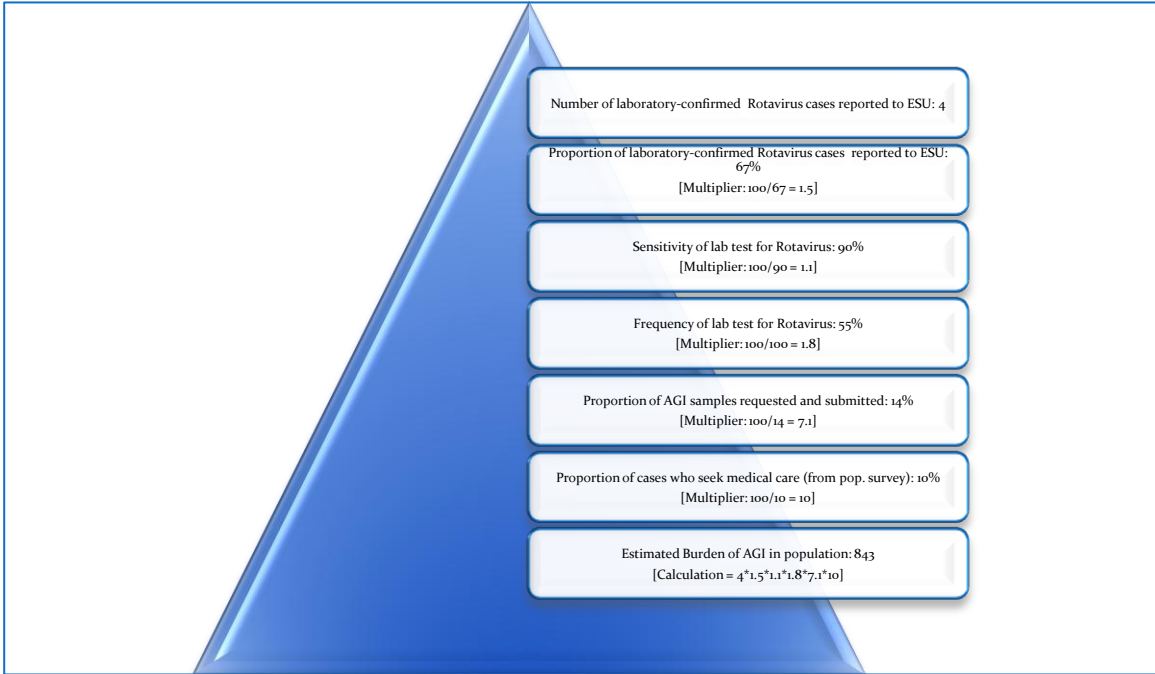 Number of laboratory-confirmed Rotavirus cases reported to ESU: 4
Proportion of laboratory-confirmed Rotavirus cases reported to ESU:
67%
[Multiplier: 100/67 = 1.5]
Sensitivity of lab test for Rotavirus: 90%
[Multiplier: 100/90 = 1.1]
Frequency of lab test for Rotavirus: 55%
[Multiplier: 100/100 = 1.8]
Proportion of AGI samples requested and submitted: 14%
[Multiplier: 100/14 = 7.1]
Proportion of cases who seek medical care (from pop. survey): 10%
[Multiplier: 100/10 = 10]
Estimated Burden of AGI in population: 843
[Calculation = 4*1.5*1.1*1.8*7.1*10]